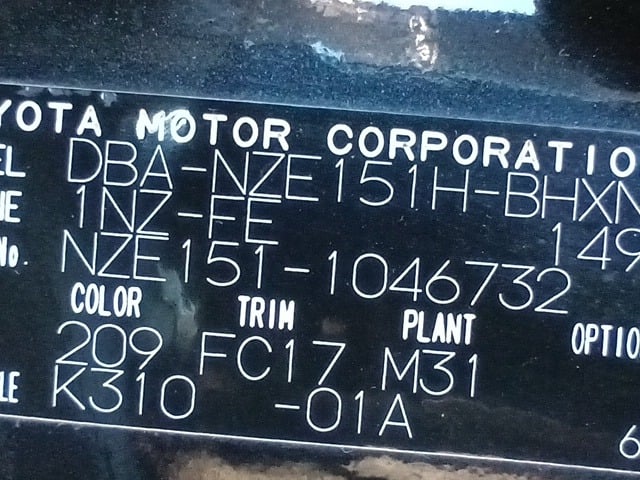 YOTA MOTOR CORPORATIO
EL DBA-NZE151H-BHXN
NE 1NZ-FE 149
No. NZE151-1046732
COLOR TRIM PLANT OPTIO
209 FC17 M31
LE K310 -01A 6